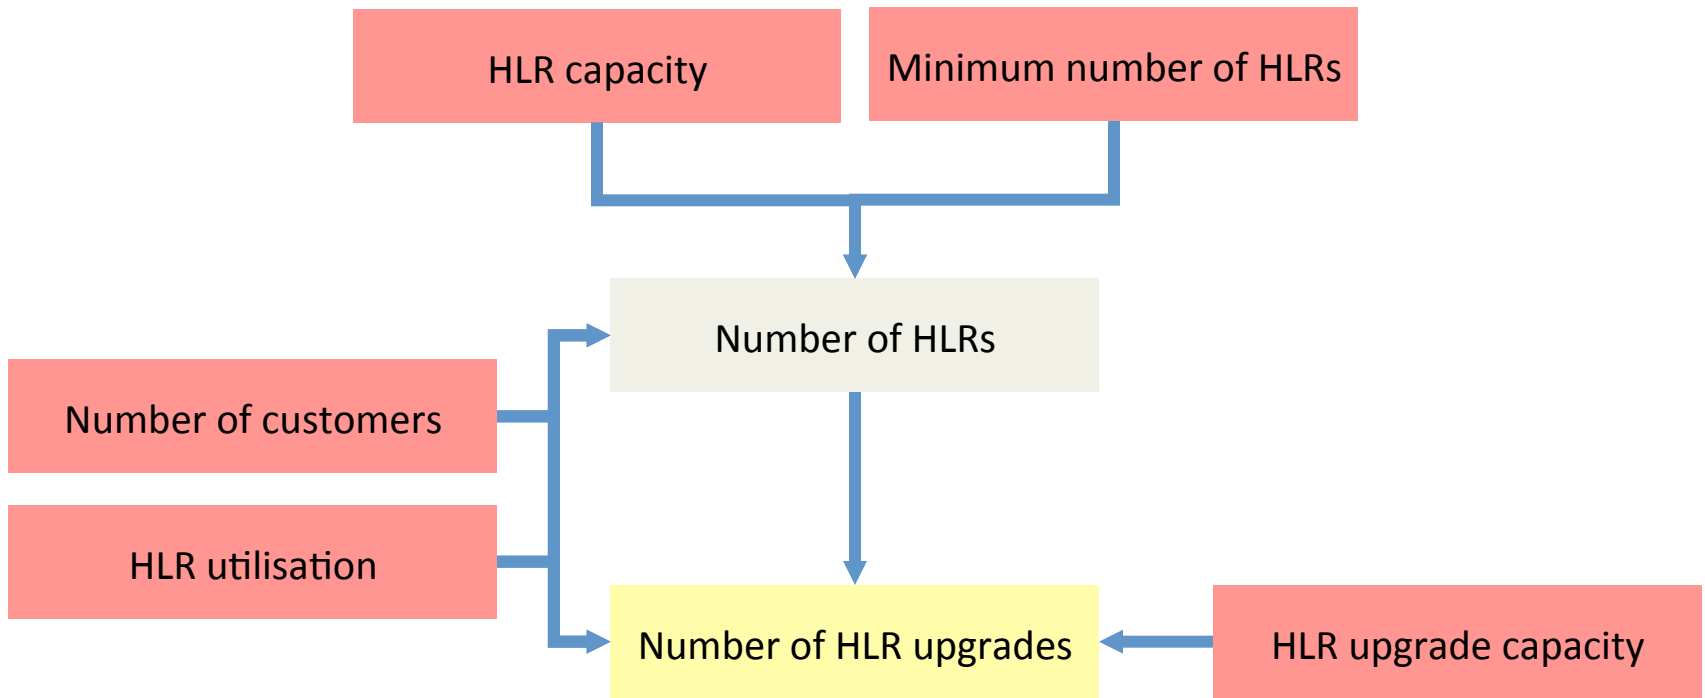 HLR capacity
Minimum number of HLRs
Number of HLRs
Number of customers
HLR utilisation
Number of HLR upgrades
HLR upgrade capacity